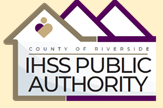 COUNTY OF RIVERSIDE
IHSS PUBLIC
AUTHORITY